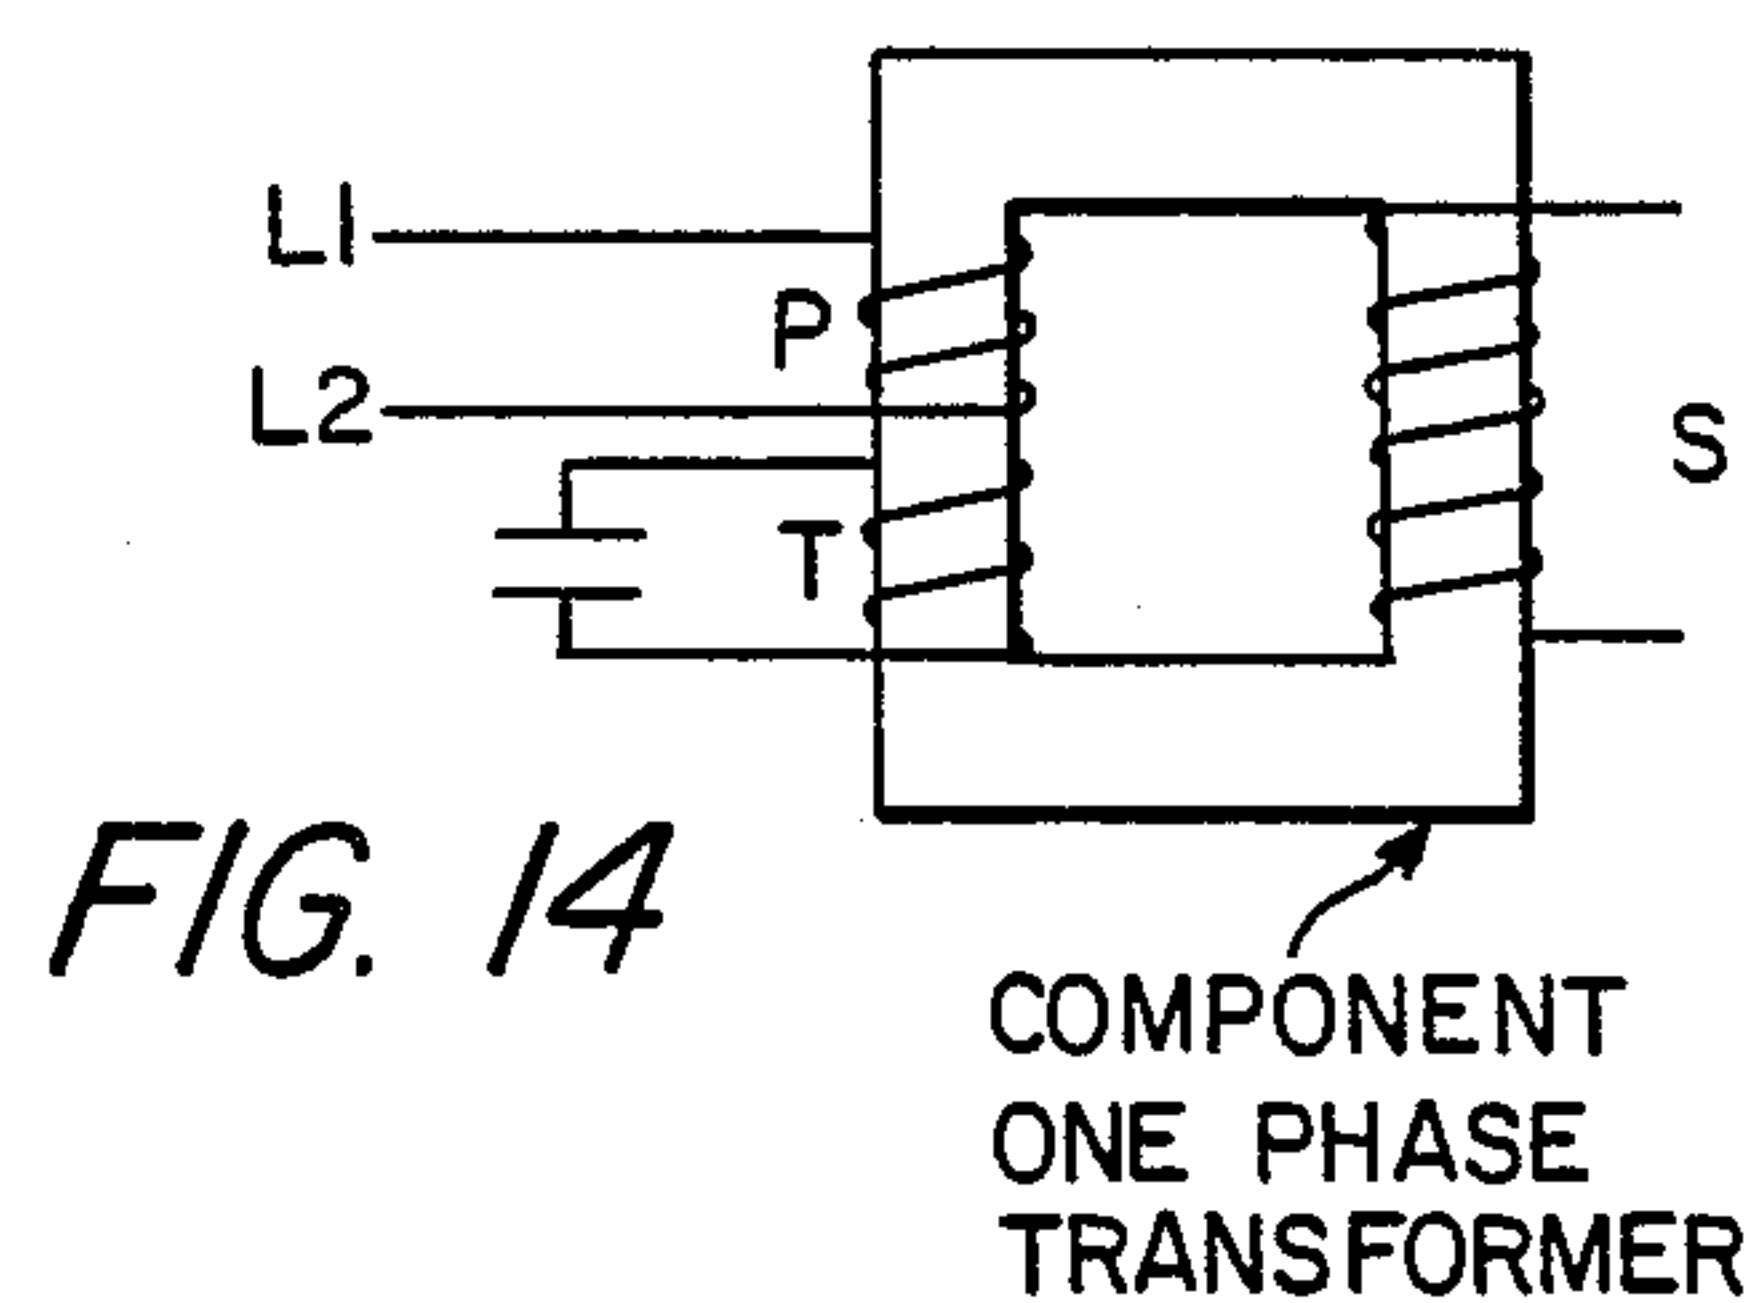 L1
P
L2
S
T
FIG. 14
COMPONENT
ONE PHASE
TRANSFORMER